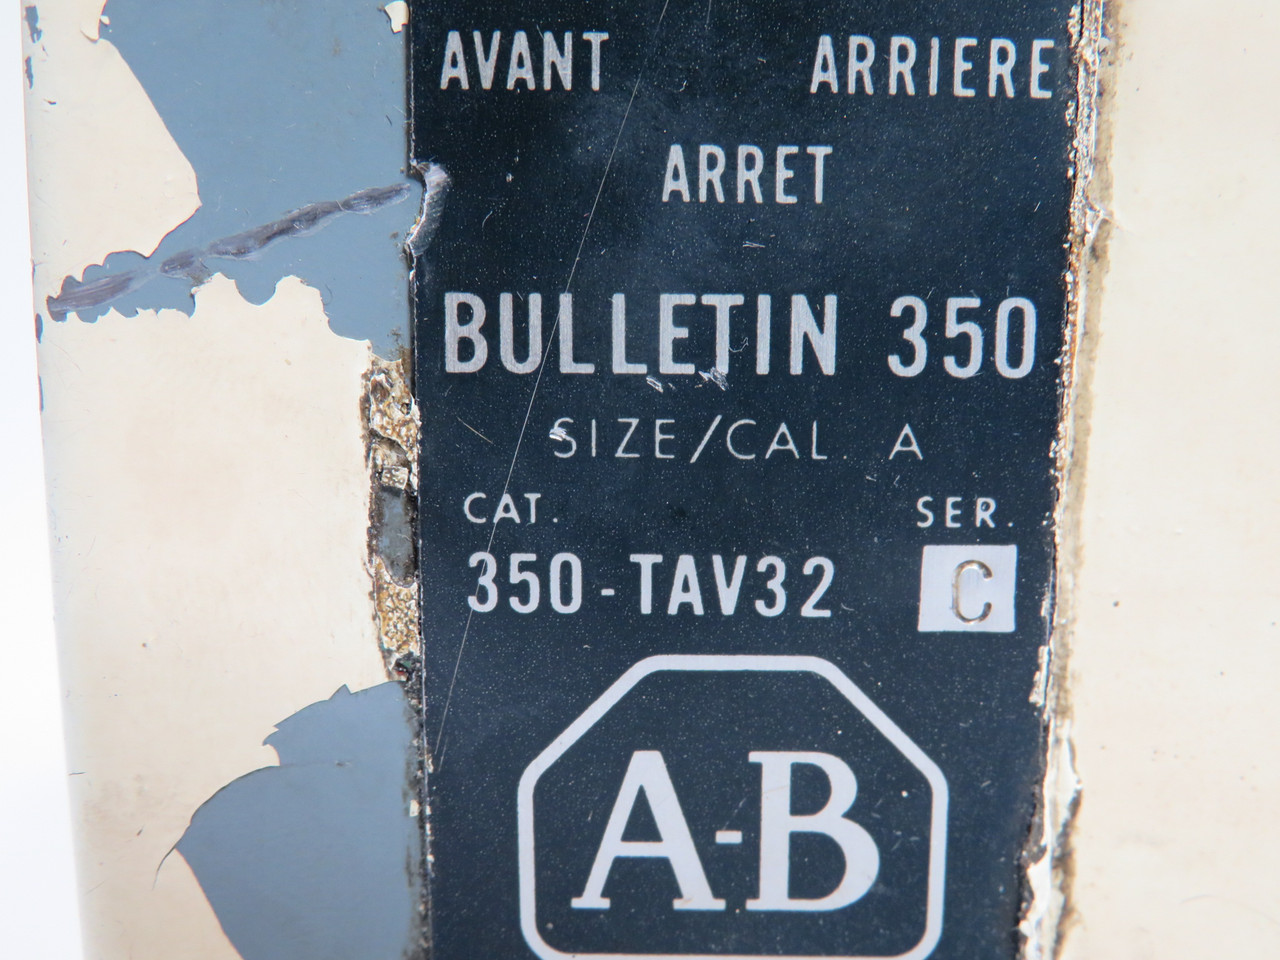 AVANT ARRIERE
ARRET
BULLETIN 350
SIZE/CAL. A
CAT. SER.
350-TAV32 C
A-B